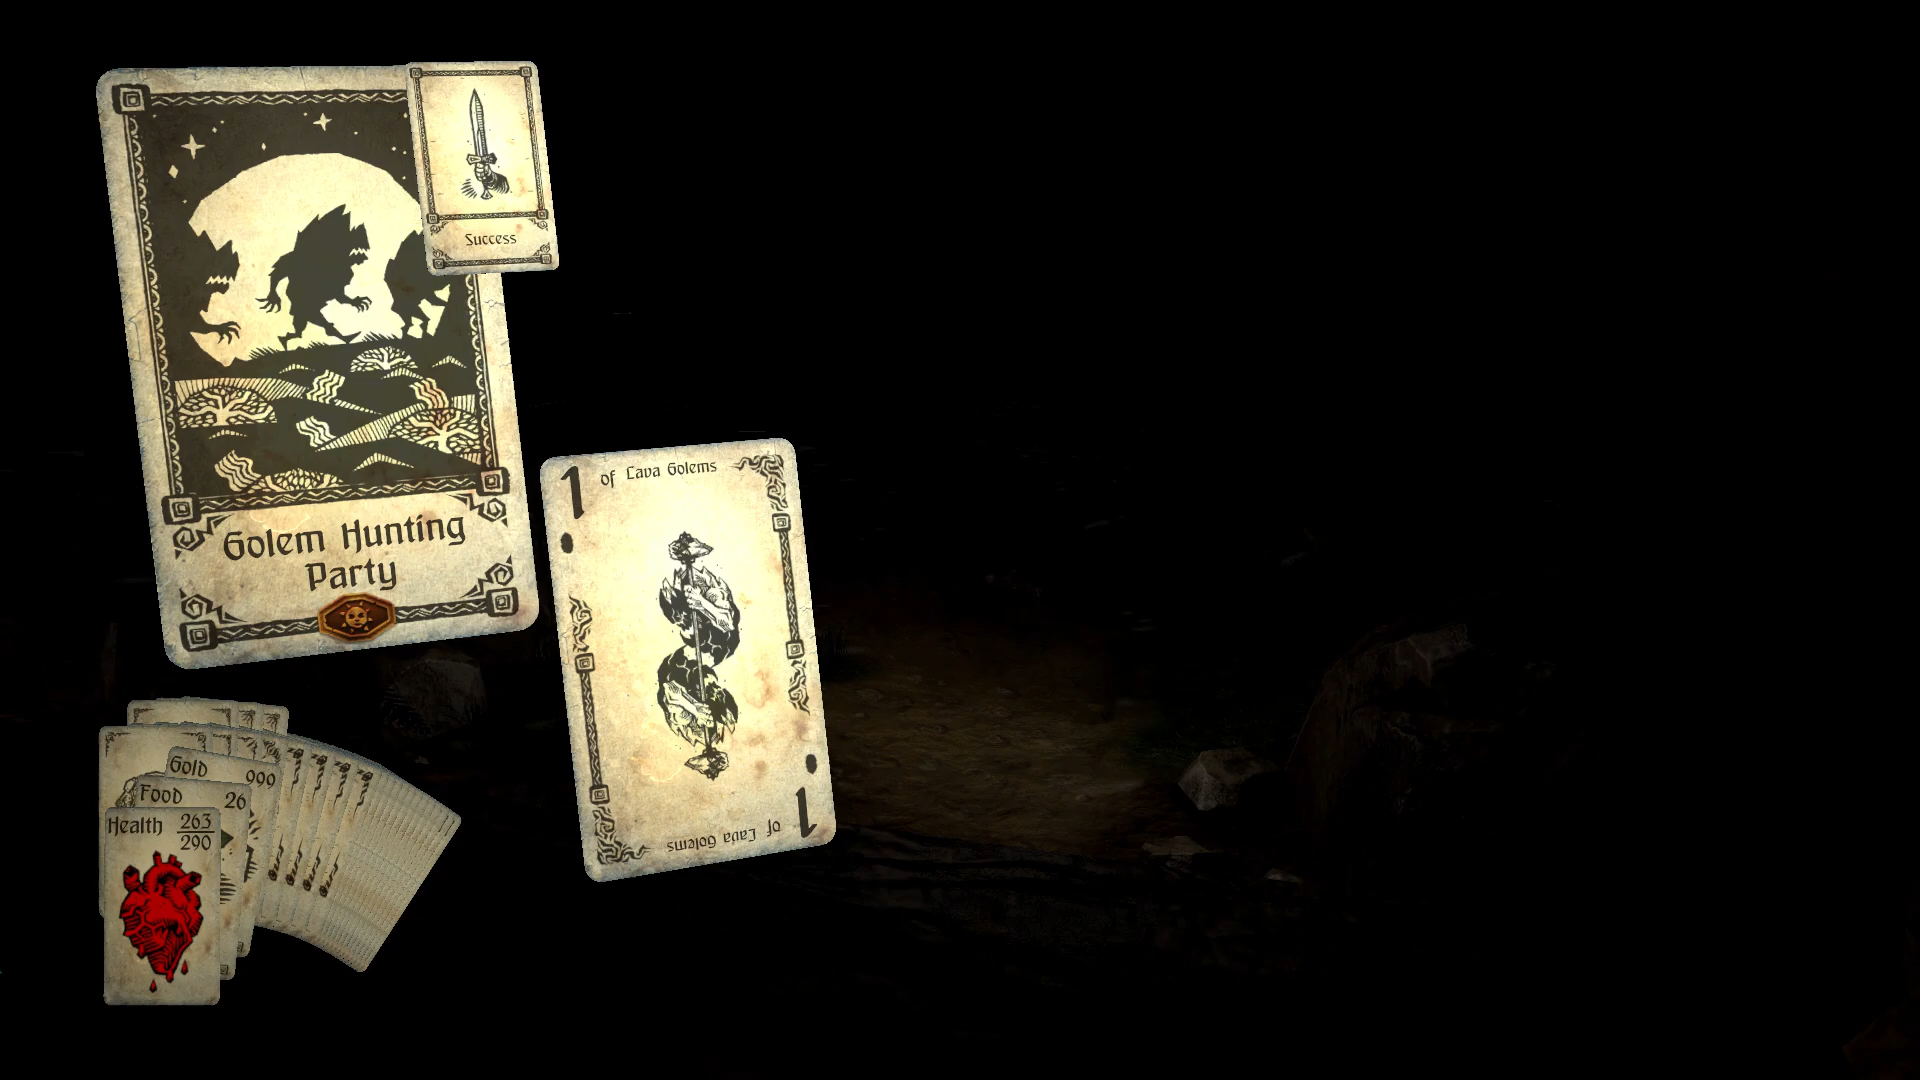 Success
Golem Hunting
Party
1 of Lava Golems
1 of Lava Golems
Gold 999
Food 26
Health 263
290